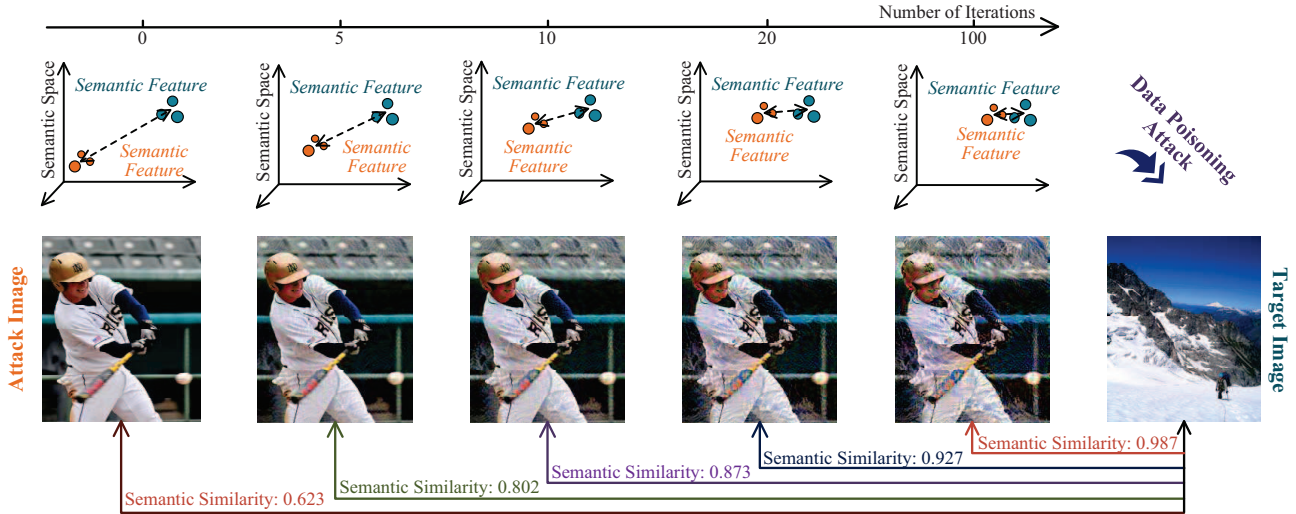 Number of Iterations
0
5
10
20
100
Semantic Space
Semantic Feature
Semantic
Feature
Semantic Space
Semantic Feature
Semantic
Feature
Semantic Space
Semantic Feature
Semantic
Feature
Semantic Space
Semantic Feature
Semantic
Feature
Semantic Space
Semantic Feature
Semantic
Feature
Data Poisoning
Attack
Attack Image
Target Image
Semantic Similarity: 0.987
Semantic Similarity: 0.927
Semantic Similarity: 0.873
Semantic Similarity: 0.802
Semantic Similarity: 0.623